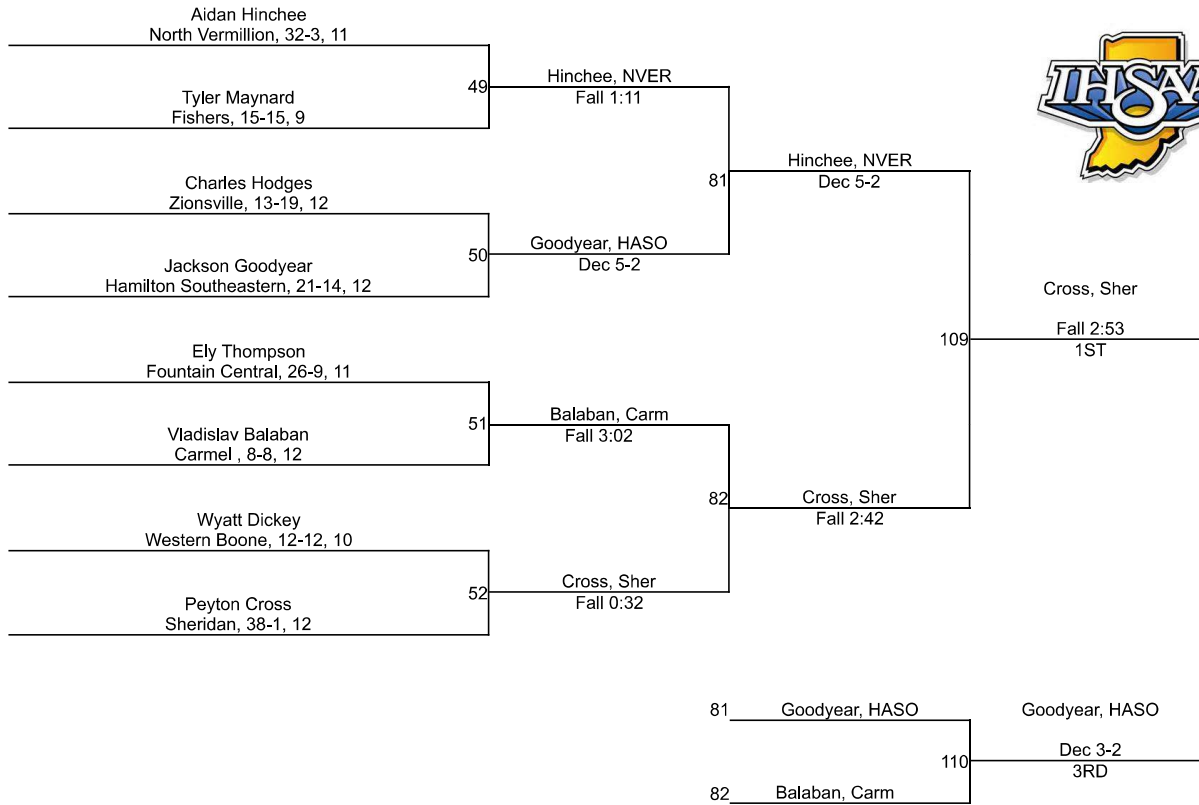 Aidan Hinchee
North Vermillion, 32-3, 11
Tyler Maynard
Fishers, 15-15, 9
49
Hinchee, NVER
Fall 1:11
Charles Hodges
Zionsville, 13-19, 12
Jackson Goodyear
Hamilton Southeastern, 21-14, 12
50
Goodyear, HASO
Dec 5-2
81
Hinchee, NVER
Dec 5-2
Ely Thompson
Fountain Central, 26-9, 11
Vladislav Balaban
Carmel , 8-8, 12
51
Balaban, Carm
Fall 3:02
Wyatt Dickey
Western Boone, 12-12, 10
Peyton Cross
Sheridan, 38-1, 12
52
Cross, Sher
Fall 0:32
82
Cross, Sher
Fall 2:42
109
Cross, Sher
Fall 2:53
1ST
IHSAA
81
Goodyear, HASO
82
Balaban, Carm
110
Goodyear, HASO
Dec 3-2
3RD